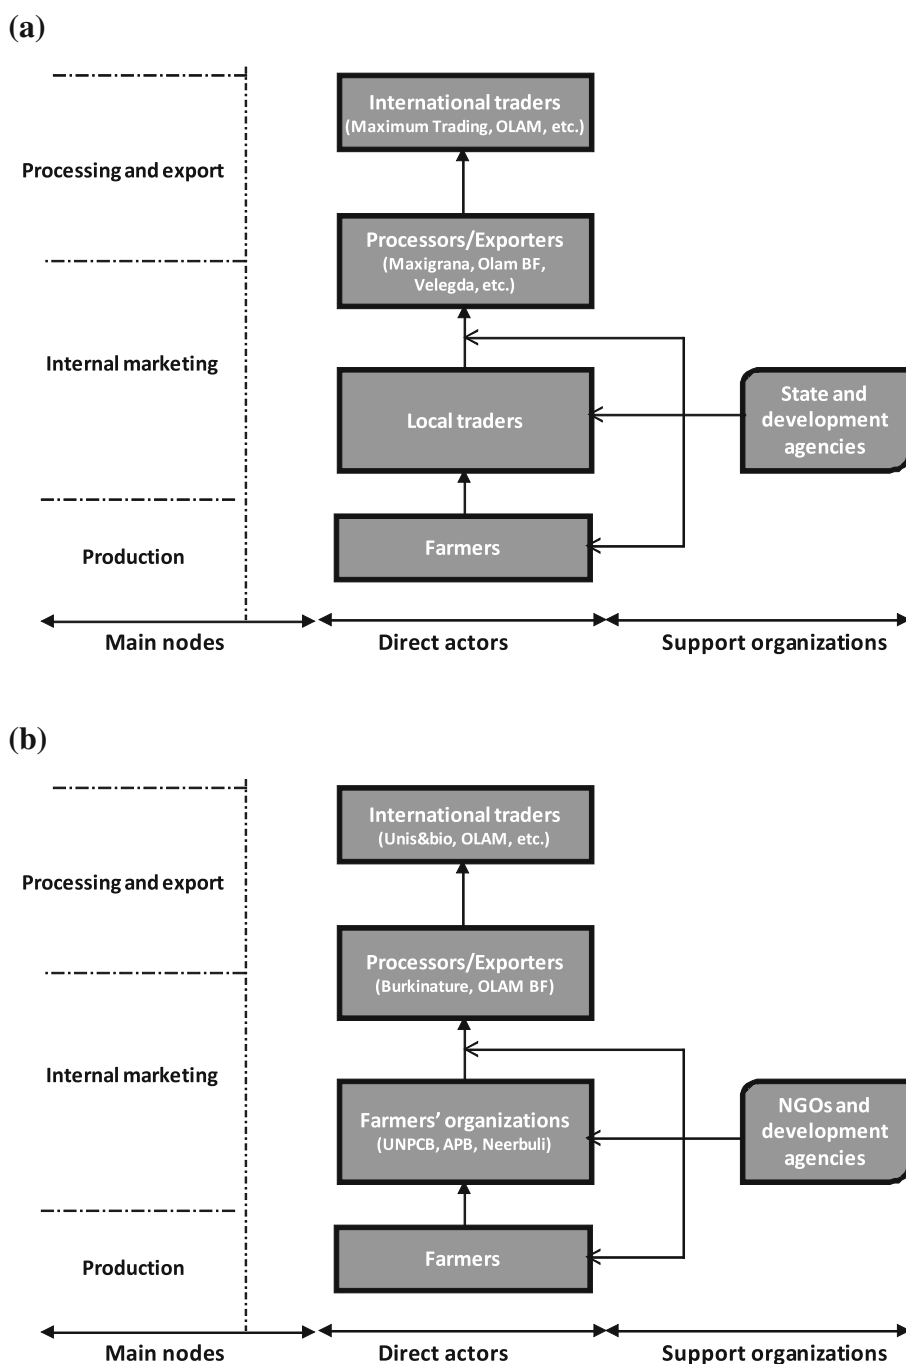 (a)
International traders
(Maximum Trading, OLAM, etc.)
Processing and export
Processors/Exporters
(Maxigrana, Olam BF,
Velegda, etc.)
Internal marketing
Local traders
State and
development
agencies
Farmers
Production
Main nodes
Direct actors
Support organizations
(b)
International traders
(Unis&bio, OLAM, etc.)
Processing and export
Processors/Exporters
(Burkinature, OLAM BF)
Internal marketing
Farmers’ organizations
(UNPCB, APB, Neerbuli)
NGOs and
development
agencies
Farmers
Production
Main nodes
Direct actors
Support organizations